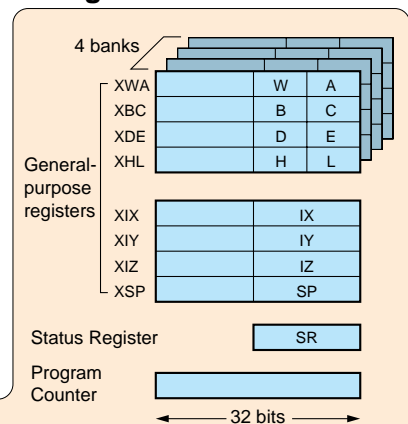 4 banks
XWA W A
XBC B C
XDE D E
XHL H L
General-
purpose
registers
XIX IX
XIY IY
XIZ IZ
XSP SP
Status Register SR
Program
Counter
32 bits